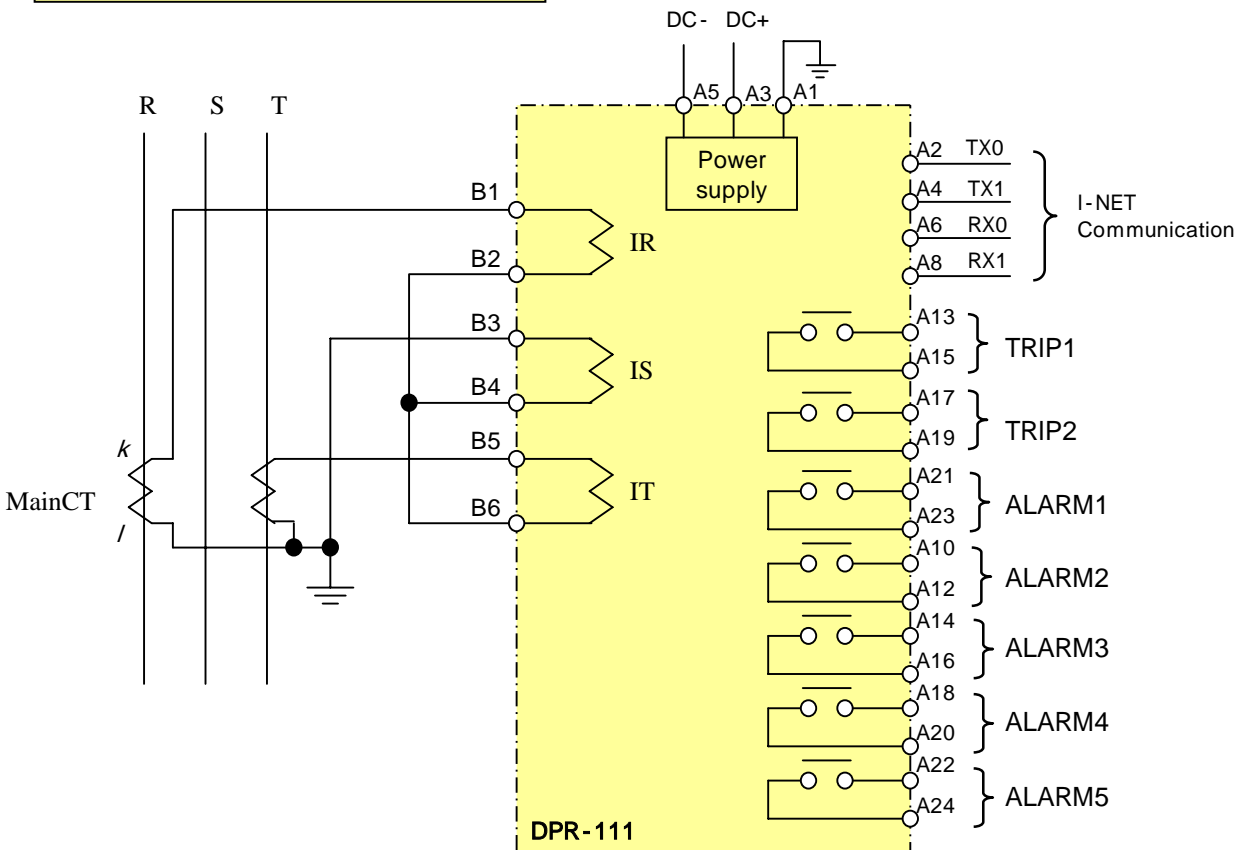 DC- DC+
A5 A3 A1
R S T
Power
supply
A2 TX0
A4 TX1
A6 RX0
A8 RX1
I-NET
Communication
B1
IR
B2
B3
IS
B4
B5
IT
B6
k
MainCT
l
A13
A15
TRIP1
A17
A19
TRIP2
A21
A23
ALARM1
A10
A12
ALARM2
A14
A16
ALARM3
A18
A20
ALARM4
A22
A24
ALARM5
DPR-111